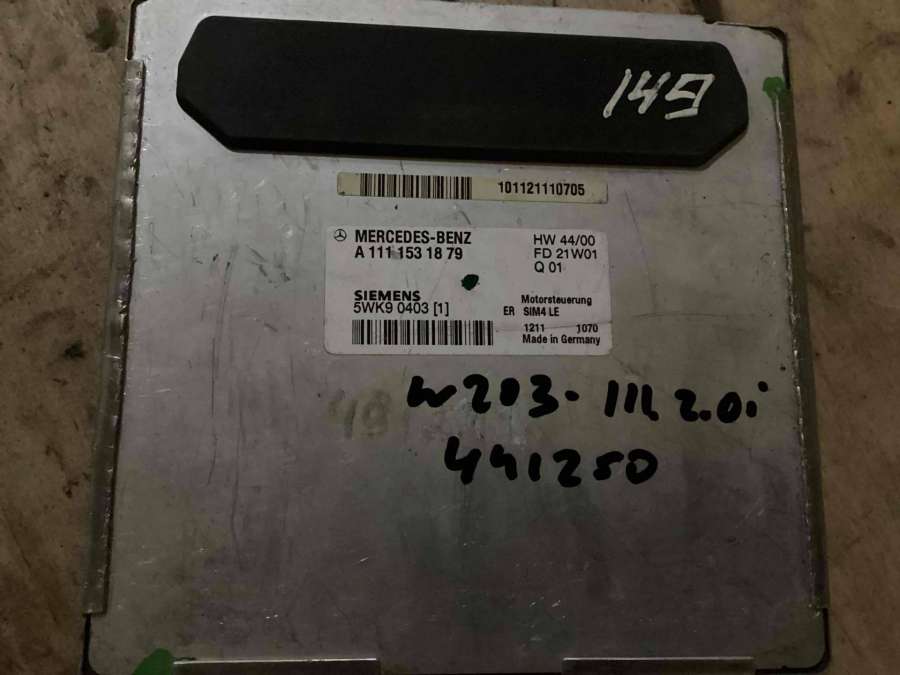 149
101121110705
MERCEDES-BENZ
A 111 153 18 79
HW 44/00
FD 21W01
Q 01
SIEMENS
5WK9 0403 [1]
Motorsteuerung
ER SIM4 LE
1211 1070
Made in Germany
W203- 111 2.0i
441250